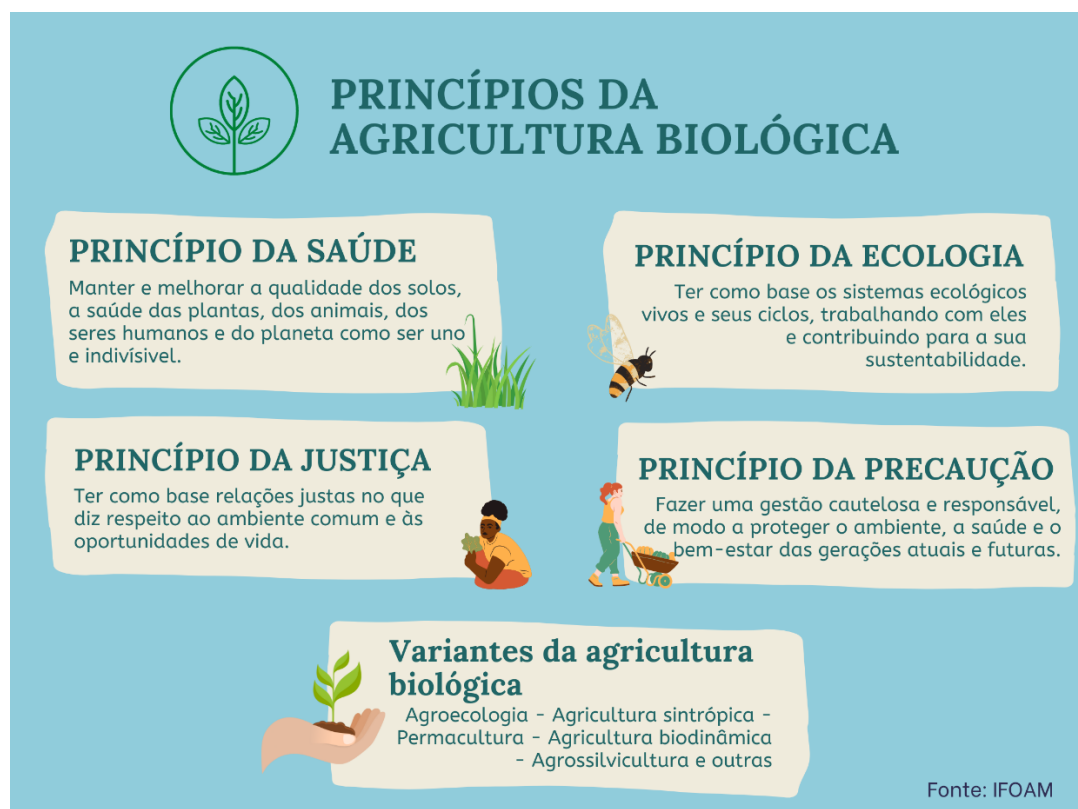 PRINCÍPIOS DA
AGRICULTURA BIOLÓGICA
PRINCÍPIO DA SAÚDE
Manter e melhorar a qualidade dos solos,
a saúde das plantas, dos animais, dos
seres humanos e do planeta como ser uno
e indivísivel.
PRINCÍPIO DA ECOLOGIA
Ter como base os sistemas ecológicos
vivos e seus ciclos, trabalhando com eles
e contribuindo para a sua
sustentabilidade.
PRINCÍPIO DA JUSTIÇA
Ter como base relações justas no que
diz respeito ao ambiente comum e às
oportunidades de vida.
PRINCÍPIO DA PRECAUÇÃO
Fazer uma gestão cautelosa e responsável,
de modo a proteger o ambiente, a saúde e o
bem-estar das gerações atuais e futuras.
Variantes da agricultura
biológica
Agroecologia - Agricultura sintrópica -
Permacultura - Agricultura biodinâmica
- Agrossilvicultura e outras
Fonte: IFOAM